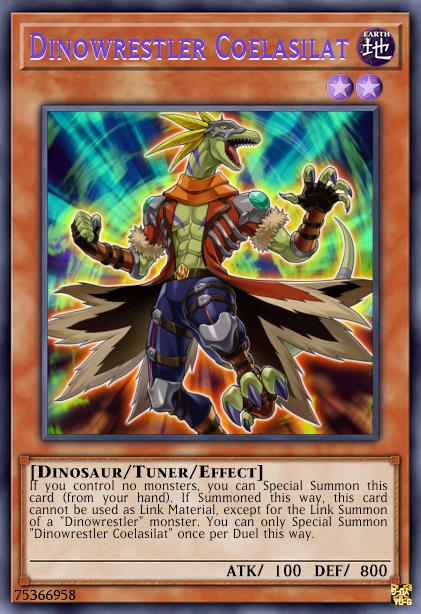 DINOWRESTLER COELASILAT
EARTH
地
[DINOSAUR/TUNER/EFFECT]
If you control no monsters, you can Special Summon this
card (from your hand). If Summoned this way, this card
cannot be used as Link Material, except for the Link Summon
of a "Dinowrestler" monster. You can only Special Summon
"Dinowrestler Coelasilat" once per Duel this way.
ATK/ 100 DEF/ 800
75366958